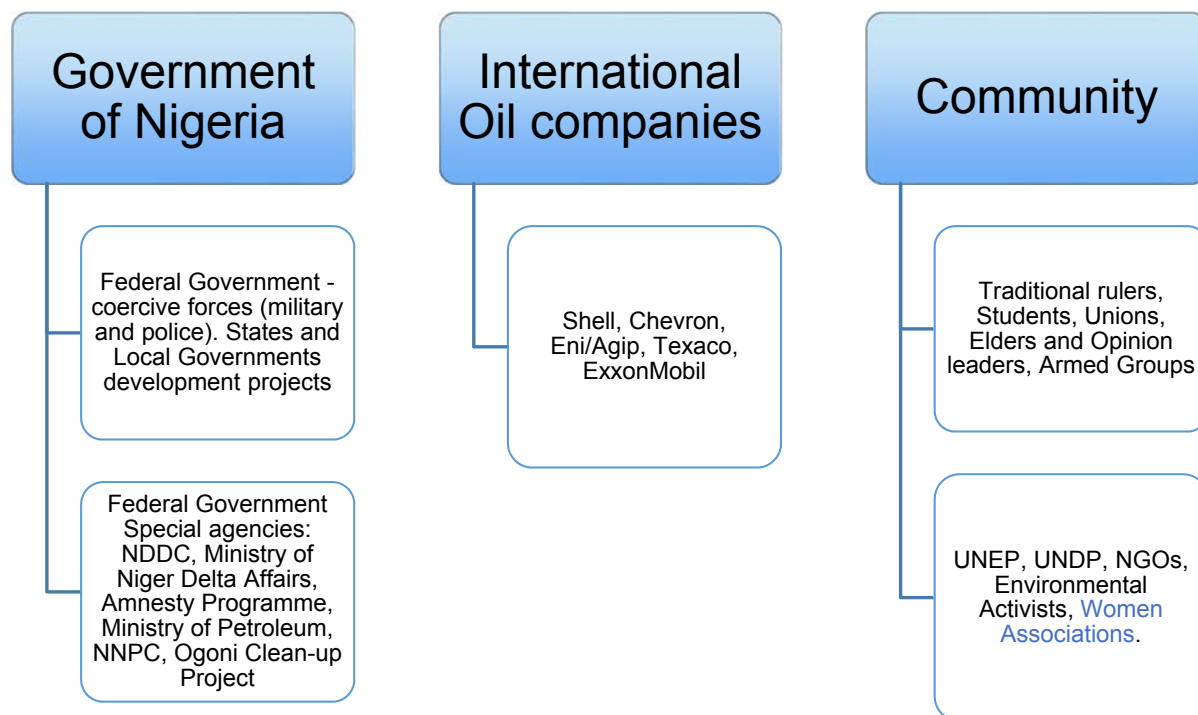 Government
of Nigeria
Federal Government -
coercive forces (military
and police). States and
Local Governments
development projects
Federal Government
Special agencies:
NDDC, Ministry of
Niger Delta Affairs,
Amnesty Programme,
Ministry of Petroleum,
NNPC, Ogoni Clean-up
Project
International
Oil companies
Shell, Chevron,
Eni/Agip, Texaco,
ExxonMobil
Community
Traditional rulers,
Students, Unions,
Elders and Opinion
leaders, Armed Groups
UNEP, UNDP, NGOs,
Environmental
Activists, Women
Associations.